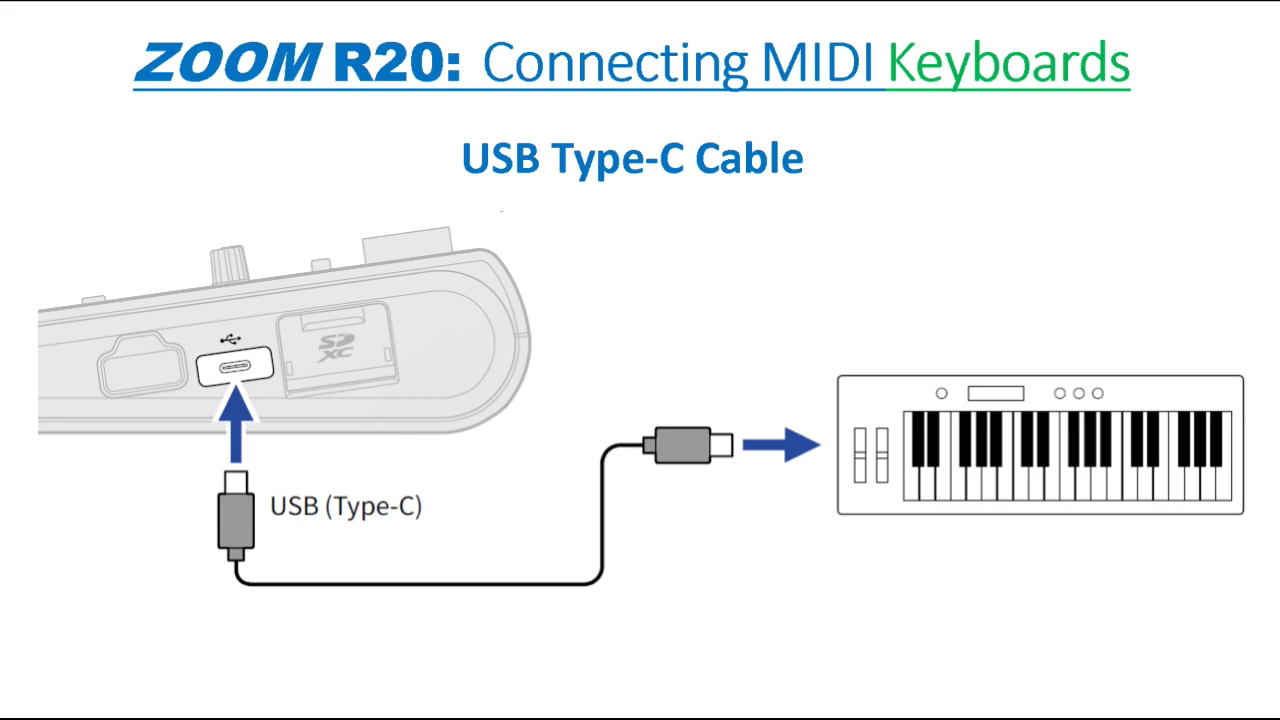 ZOOM R20: Connecting MIDI Keyboards
USB Type-C Cable
SD
XC
USB (Type-C)